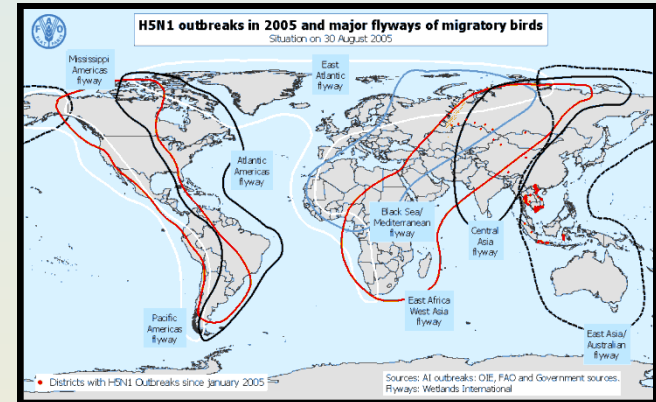 FAO
H5N1 outbreaks in 2005 and major flyways of migratory birds
Situation on 30 August 2005
Mississippi
Americas
flyway
East
Atlantic
flyway
Atlantic
Americas
flyway
Black Sea/
Mediterranean
flyway
Central
Asia
flyway
East Africa
West Asia
flyway
Pacific
Americas
flyway
East Asia/
Australian
flyway
Districts with H5N1 Outbreaks since january 2005
Sources: AI outbreaks: OIE, FAO and Government sources.
Flyways: Wetlands International